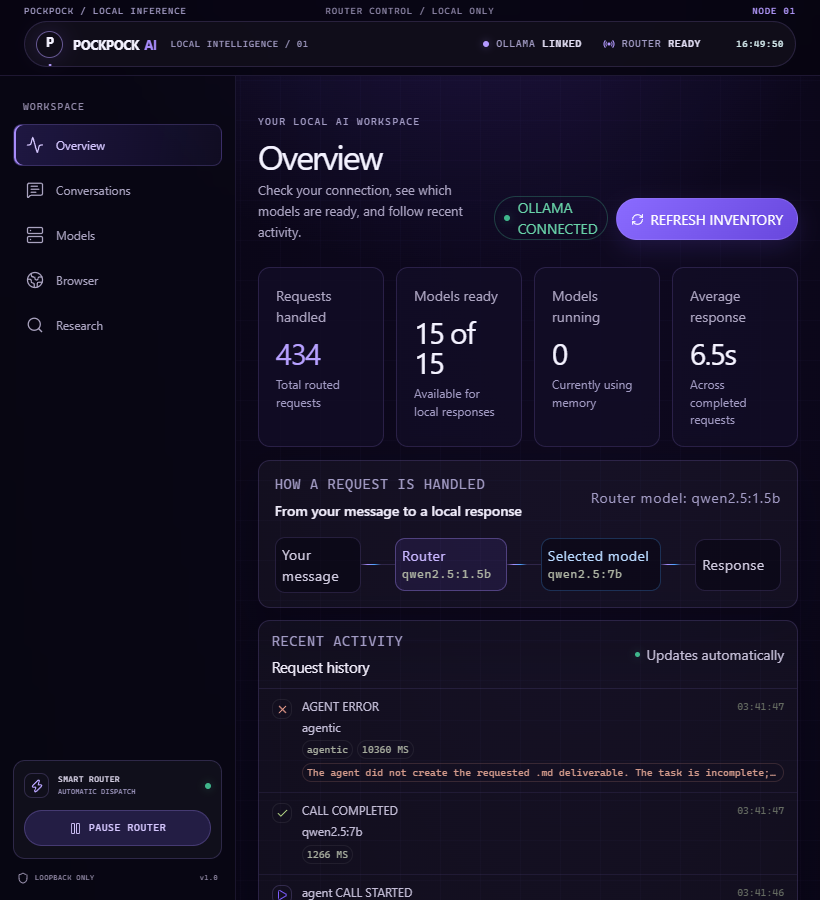 POCKPOCK / LOCAL INFERENCE
ROUTER CONTROL / LOCAL ONLY
NODE 01
P
POCKPOCK AI
LOCAL INTELLIGENCE / 01
OLLAMA LINKED
ROUTER READY
16:49:50
WORKSPACE
Overview
Conversations
Models
Browser
Research
SMART ROUTER
AUTOMATIC DISPATCH
PAUSE ROUTER
LOOPBACK ONLY
v1.0
YOUR LOCAL AI WORKSPACE
Overview
Check your connection, see which
models are ready, and follow recent
activity.
OLLAMA
CONNECTED
REFRESH INVENTORY
Requests
handled
434
Total routed
requests
Models ready
15 of
15
Available for
local responses
Models
running
0
Currently using
memory
Average
response
6.5s
Across
completed
requests
HOW A REQUEST IS HANDLED
From your message to a local response
Router model: qwen2.5:1.5b
Your
message
Router
qwen2.5:1.5b
Selected model
qwen2.5:7b
Response
RECENT ACTIVITY
Request history
Updates automatically
AGENT ERROR
03:41:47
agentic
agentic
10360 MS
The agent did not create the requested .md deliverable. The task is incomplete;…
CALL COMPLETED
03:41:47
qwen2.5:7b
1266 MS
agent CALL STARTED
03:41:46